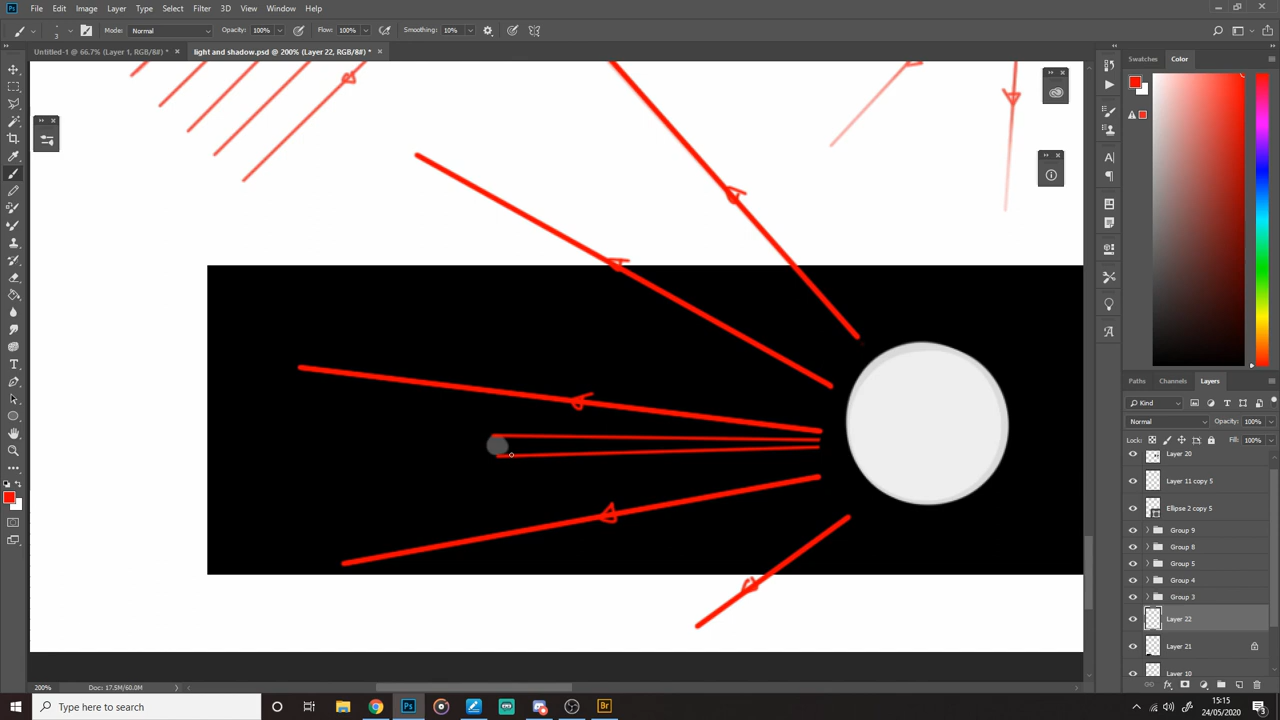 File Edit Image Layer Type Select Filter 3D View Window Help
3 Mode: Normal Opacity: 100% Flow: 100% Smoothing: 10%
Untitled-1 @ 66.7% (Layer 1, RGB/8#) * × light and shadow.psd @ 200% (Layer 22, RGB/8#) * ×
Swatches Color
Paths Channels Layers
Kind
Normal Opacity: 100%
Lock: Fill: 100%
Layer 20
Layer 11 copy 5
Ellipse 2 copy 5
Group 9
Group 8
Group 5
Group 4
Group 3
Layer 22
Layer 21
Layer 10
200% Doc: 17.5M/60.0M
Type here to search
15:15
24/05/2020